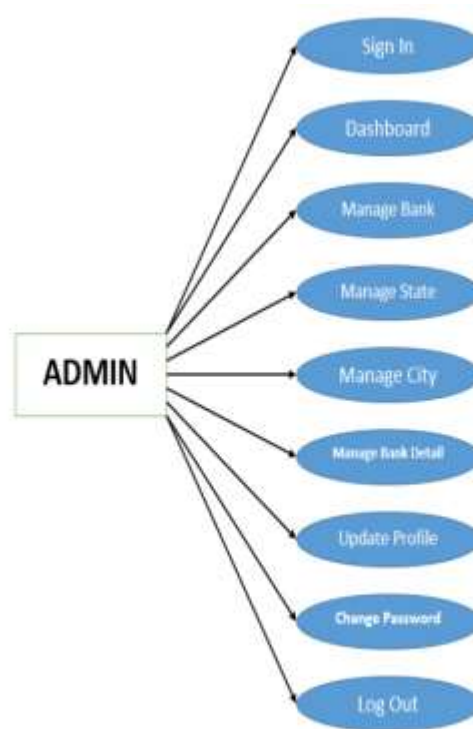 Sign In
Dashboard
Manage Bank
Manage State
ADMIN
Manage City
Manage Bank Detail
Update Profile
Change Password
Log Out